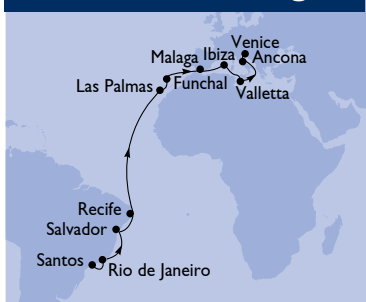 Venice
Malaga Ibiza
Ancona
Las Palmas
Funchal
Valletta
Recife
Salvador
Santos
Rio de Janeiro